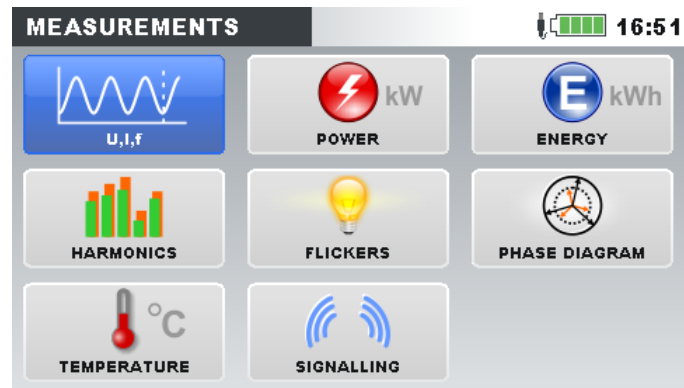 MEASUREMENTS 16:51
U,I,f
kW
POWER
E kWh
ENERGY
HARMONICS
FLICKERS
PHASE DIAGRAM
°C
TEMPERATURE
SIGNALLING